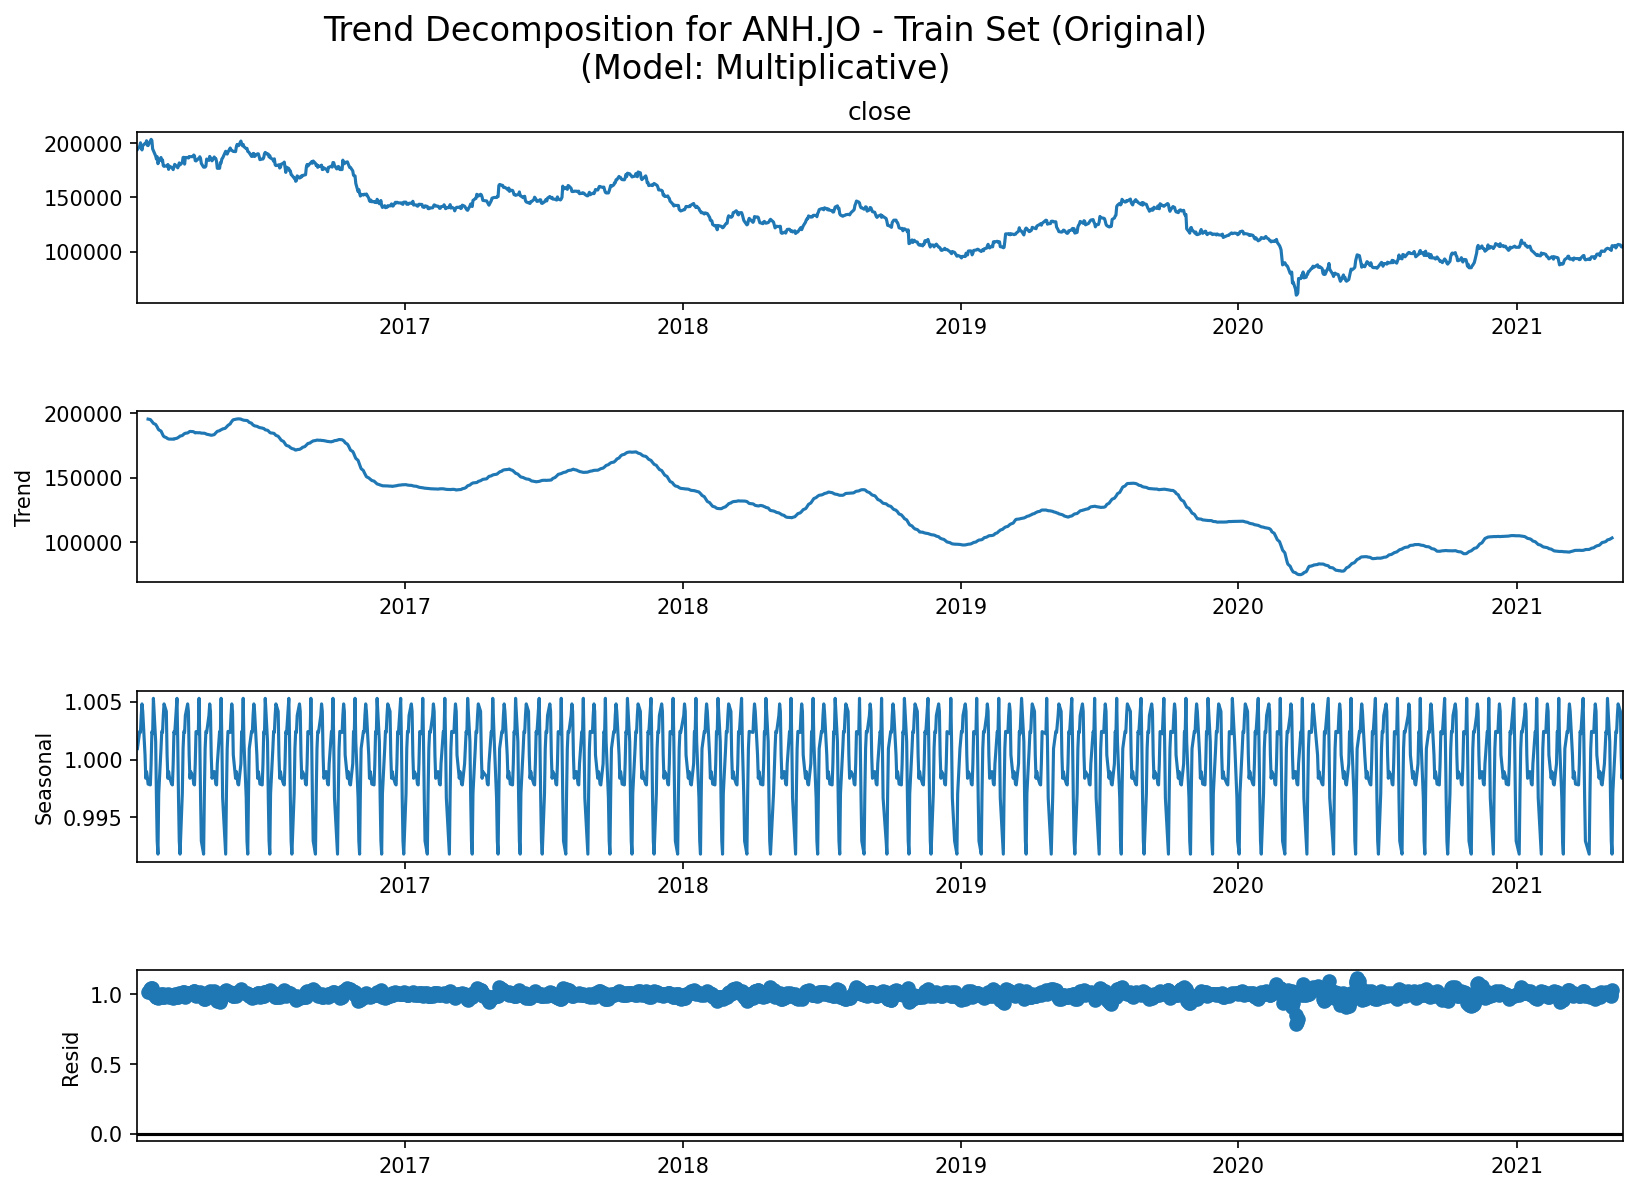 Trend Decomposition for ANH.JO - Train Set (Original)
(Model: Multiplicative)
close
200000
150000
100000
2017 2018 2019 2020 2021
Trend
200000
150000
100000
2017 2018 2019 2020 2021
Seasonal
1.005
1.000
0.995
2017 2018 2019 2020 2021
Resid
1.0
0.5
0.0
2017 2018 2019 2020 2021